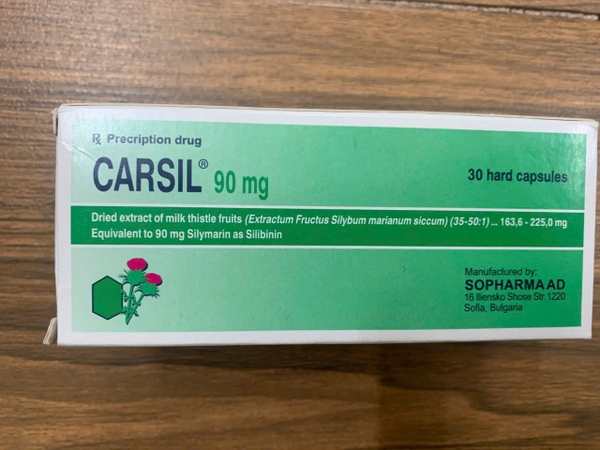 ℞ Precription drug
CARSIL® 90 mg
30 hard capsules
Dried extract of milk thistle fruits (Extractum Fructus Silybum marianum siccum) (35-50:1) ... 163,6 - 225,0 mg
Equivalent to 90 mg Silymarin as Silibinin
Manufactured by:
SOPHARMA AD
16 Iliensko Shose Str. 1220
Sofia, Bulgaria